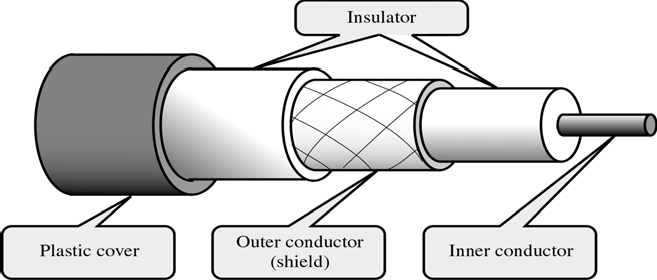 Insulator
Plastic cover
Outer conductor
(shield)
Inner conductor